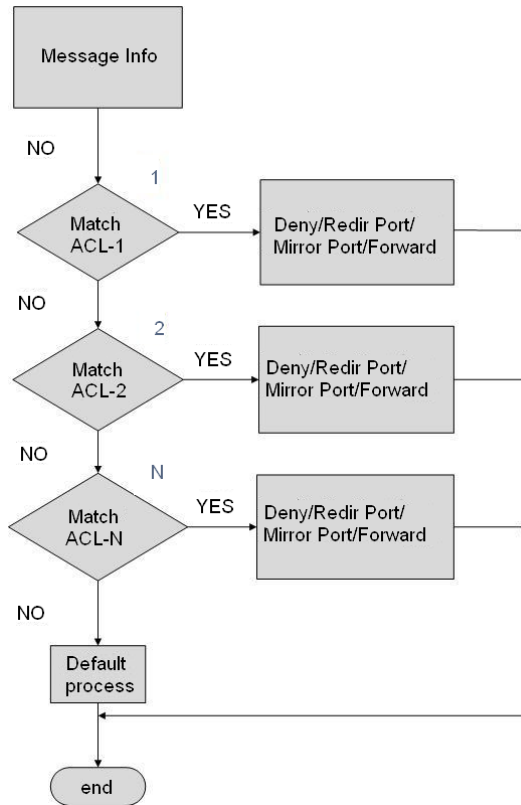 Message Info
NO
1
Match
ACL-1
YES
Deny/Redir Port/
Mirror Port/Forward
NO
2
Match
ACL-2
YES
Deny/Redir Port/
Mirror Port/Forward
NO
N
Match
ACL-N
YES
Deny/Redir Port/
Mirror Port/Forward
NO
Default
process
end